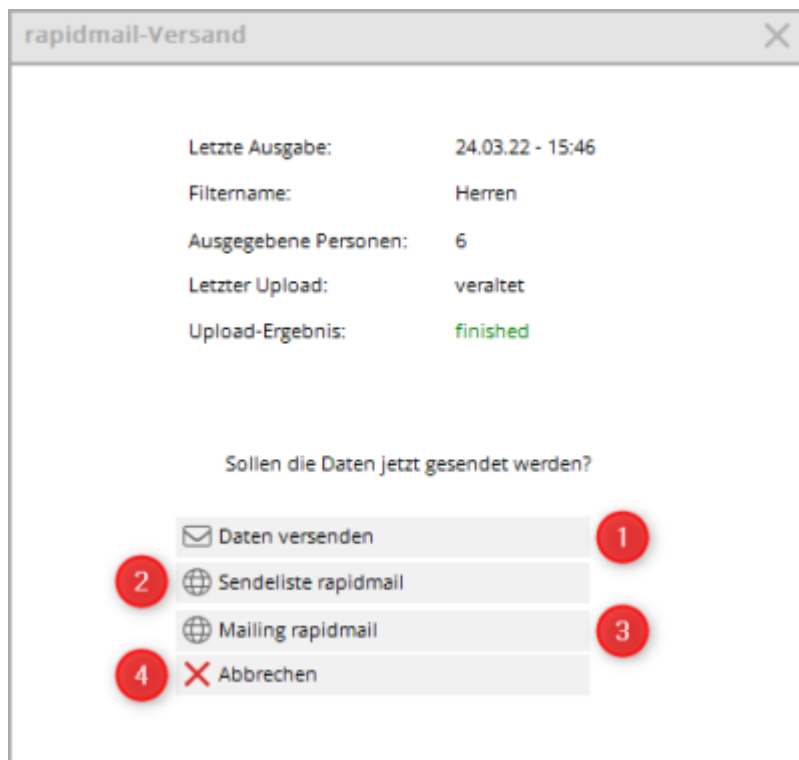 rapidmail-Versand
Letzte Ausgabe: 24.03.22 - 15:46
Filtername: Herren
Ausgegebene Personen: 6
Letzter Upload: veraltet
Upload-Ergebnis: finished
Sollen die Daten jetzt gesendet werden?
Daten versenden 1
2 Sendeliste rapidmail
Mailing rapidmail 3
4 Abbrechen